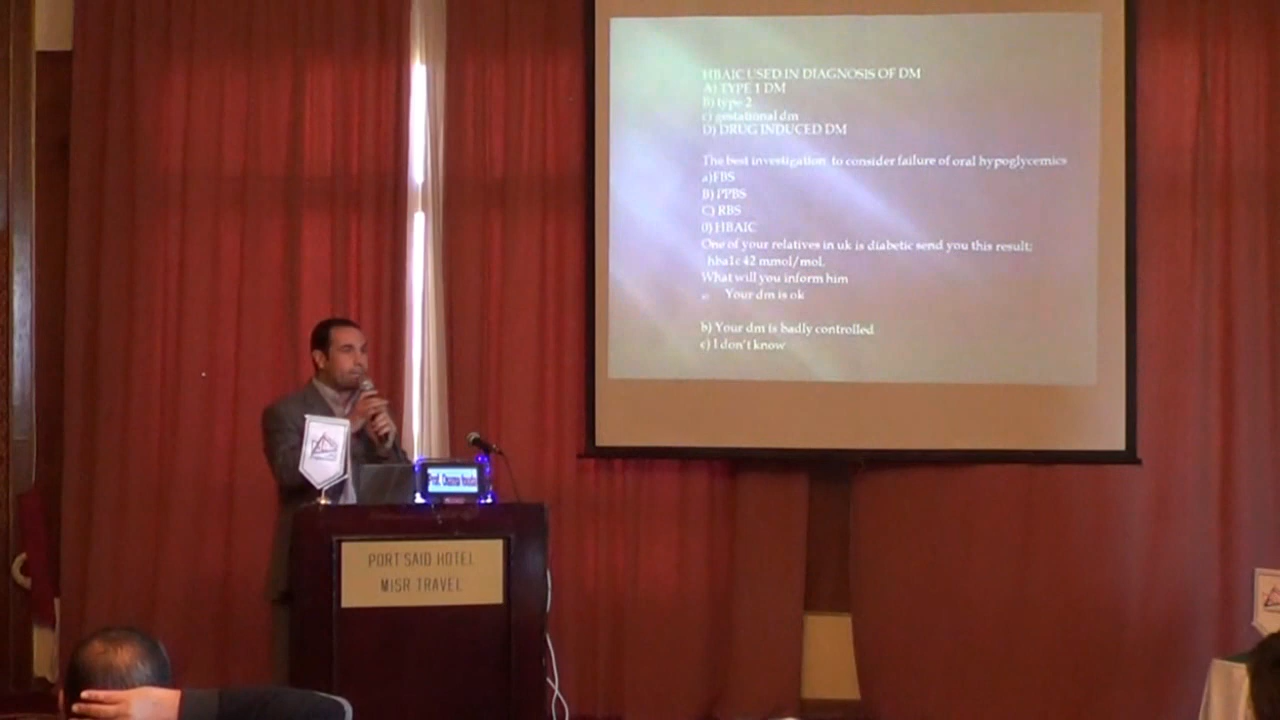 HBAIC USED IN DIAGNOSIS OF DM
A) TYPE 1 DM
B) type 2
c) gestational dm
D) DRUG INDUCED DM
The best investigation to consider failure of oral hypoglycemics
a)FBS
B) PPBS
C) RBS
0) HBAIC
One of your relatives in uk is diabetic send you this result;
hba1c 42 mmol/mol,
What will you inform him
a) Your dm is ok
b) Your dm is badly controlled
c) I don't know
Prof. Osama
PORT SAID HOTEL
MISR TRAVEL